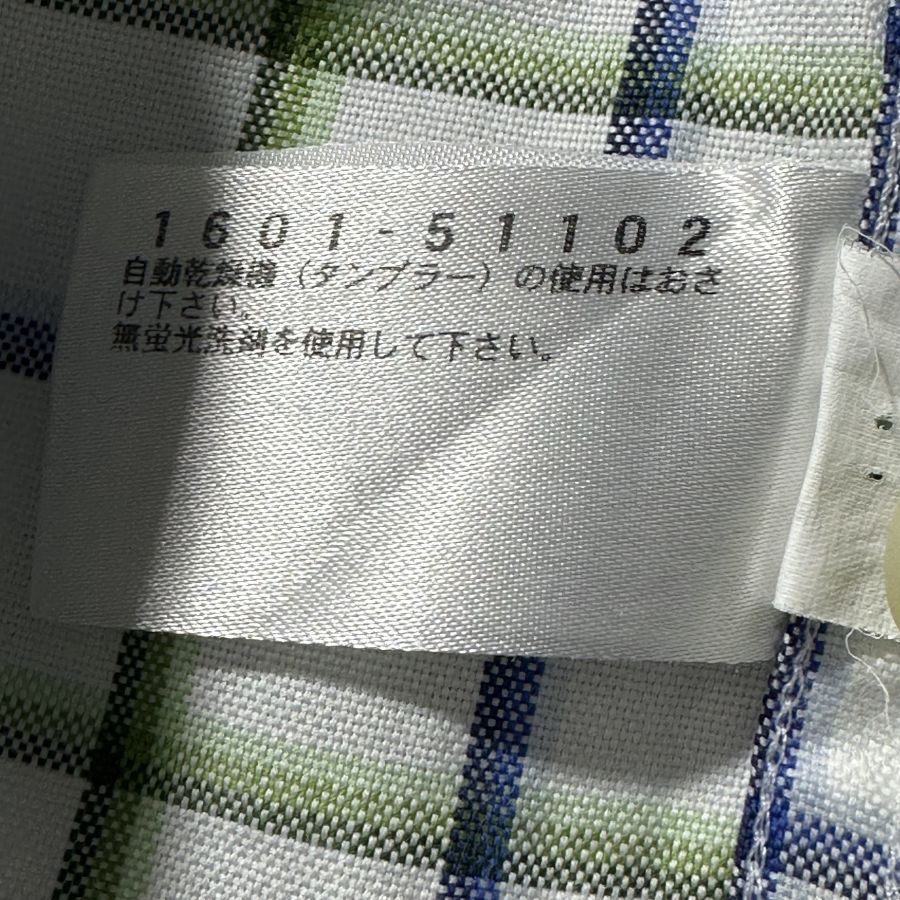 1601-51102
自動乾燥機（タンブラー）の使用はおさ
け下さい。
無蛍光洗剤を使用して下さい。